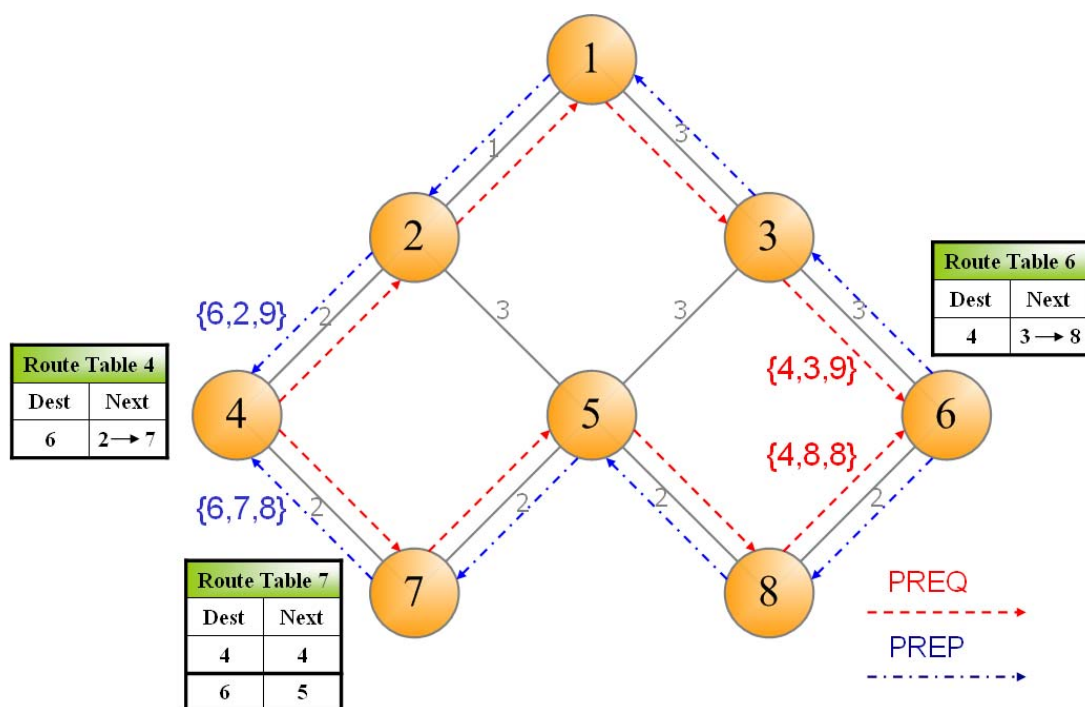 1
1
3
2
3
{6,2,9}
2
3
3
3
Route Table 6
Dest Next
4 3 → 8
Route Table 4
Dest Next
6 2 → 7
4
5
{4,3,9}
6
{6,7,8}
2
2
2
{4,8,8}
2
Route Table 7
Dest Next
4 4
6 5
7
8
PREQ
PREP